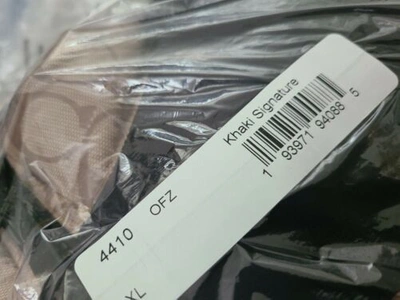 Khaki Signature
1 93971 94088 5
4410 OFZ
XL